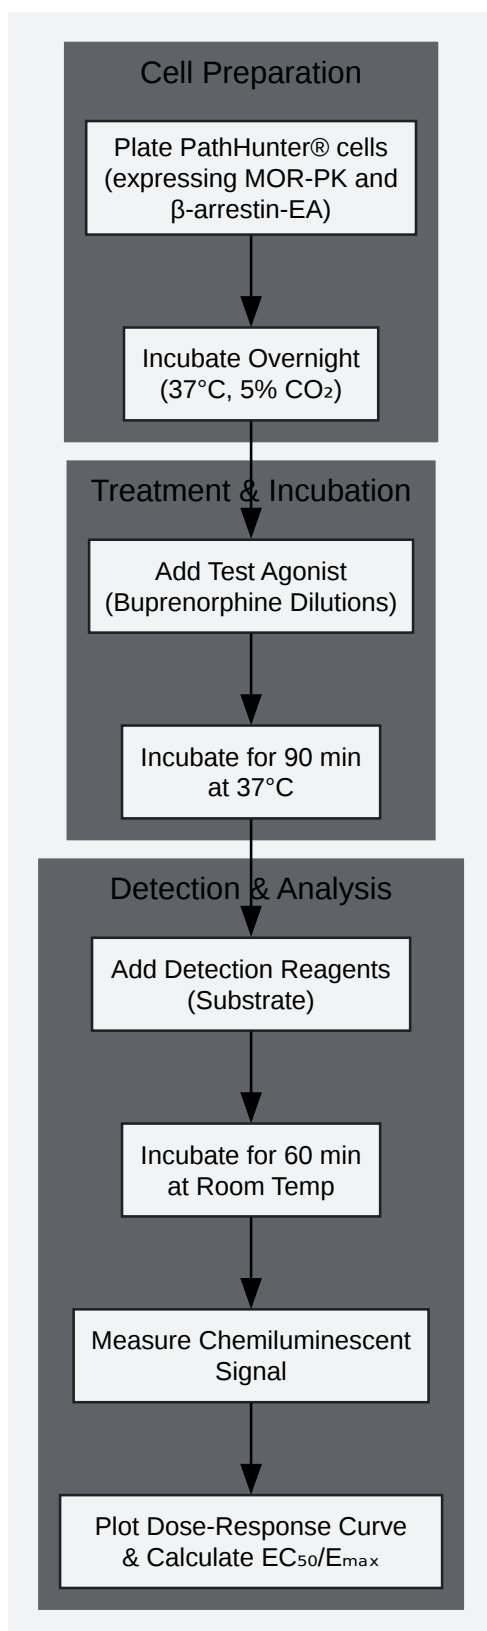 Cell Preparation
Plate PathHunter® cells
(expressing MOR-PK and
β-arrestin-EA)
Incubate Overnight
(37°C, 5% CO₂)
Treatment & Incubation
Add Test Agonist
(Buprenorphine Dilutions)
Incubate for 90 min
at 37°C
Detection & Analysis
Add Detection Reagents
(Substrate)
Incubate for 60 min
at Room Temp
Measure Chemiluminescent
Signal
Plot Dose-Response Curve
& Calculate EC₅₀/Eₘₐₓ